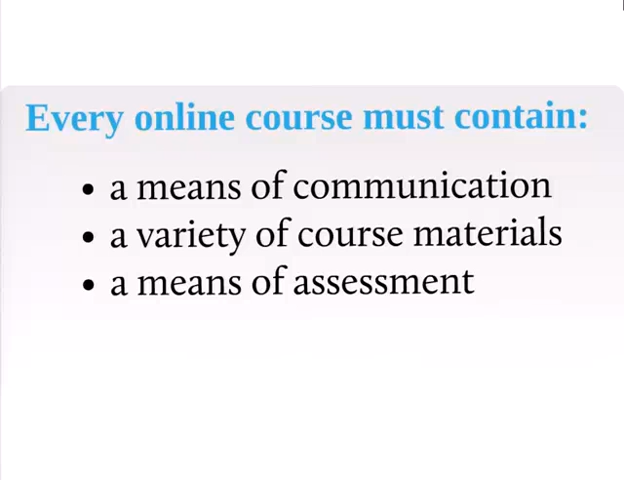 Every online course must contain:
• a means of communication
• a variety of course materials
• a means of assessment